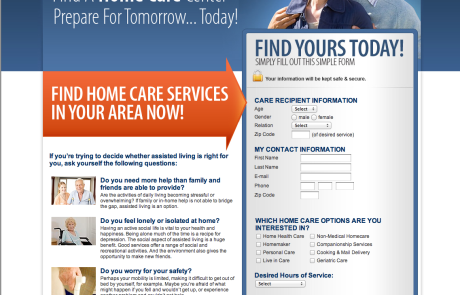 Find A Home Care Center
Prepare For Tomorrow... Today!
FIND YOURS TODAY!
SIMPLY FILL OUT THIS SIMPLE FORM
Your information will be kept safe & secure.
FIND HOME CARE SERVICES
IN YOUR AREA NOW!
If you're trying to decide whether assisted living is right for
you, ask yourself the following questions:
Do you need more help than family and
friends are able to provide?
Are the activities of daily living becoming stressful or
overwhelming? If family or in-home help is not able to bridge
the gap, assisted living is an option.
Do you feel lonely or isolated at home?
Having an active social life is vital to your health and
happiness. Being alone much of the time is a recipe for
depression. The social aspect of assisted living is a huge
benefit. Good services offer a range of social and
recreational activities. And the environment also gives the
opportunity to make new friends.
Do you worry for your safety?
Perhaps your mobility is limited, making it difficult to get out of
bed by yourself, for example. Maybe you're afraid of what
might happen if you fell and wouldn't get up, or experience
CARE RECIPIENT INFORMATION
Age Select
Gender male female
Relation Select
Zip Code (of desired service)
MY CONTACT INFORMATION
First Name
Last Name
E-mail
Phone
Zip Code
WHICH HOME CARE OPTIONS ARE YOU
INTERESTED IN?
Home Health Care Non-Medical Homecare
Homemaker Companionship Services
Personal Care Cooking & Mail Delivery
Live in Care Geriatric Care
Desired Hours of Service:
Select